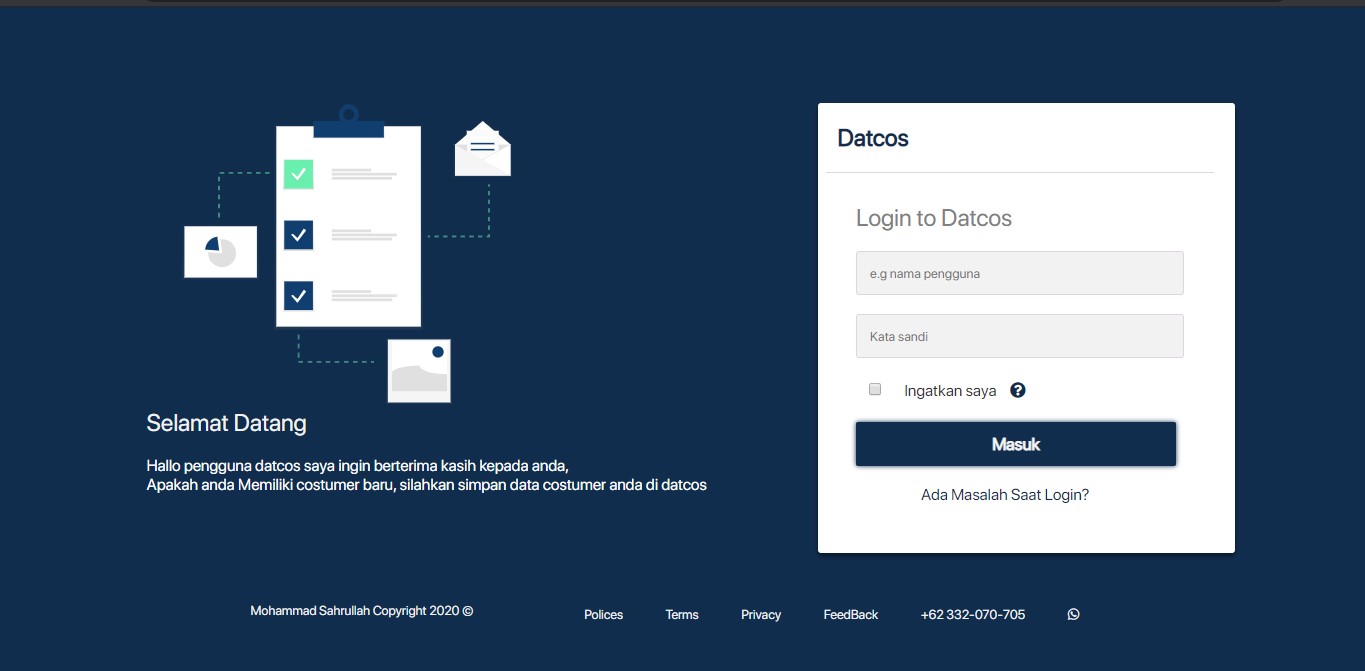 Datcos
Login to Datcos
e.g nama pengguna
Kata sandi
Ingatkan saya
Masuk
Ada Masalah Saat Login?
Selamat Datang
Hallo pengguna datcos saya ingin berterima kasih kepada anda,
Apakah anda Memiliki costumer baru, silahkan simpan data costumer anda di datcos
Mohammad Sahrullah Copyright 2020 ©
Polices Terms Privacy FeedBack +62 332-070-705